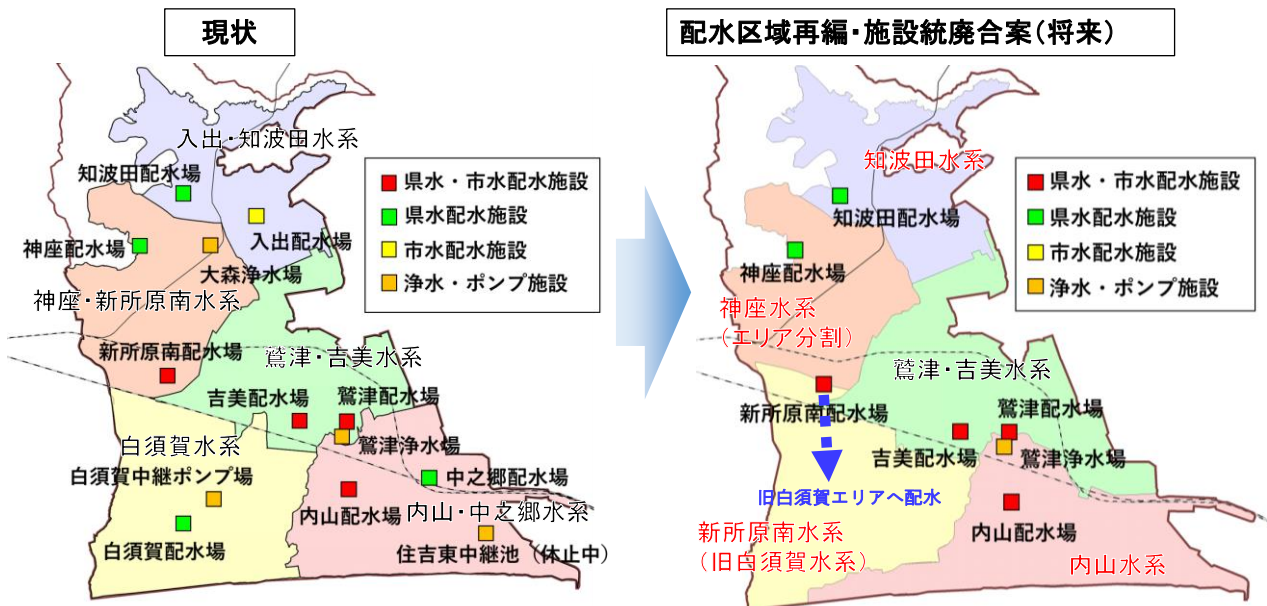 現状
入出・知波田水系
知波田配水場
入出配水場
神座配水場
大森浄水場
神座・新所原南水系
新所原南配水場
鷲津・吉美水系
吉美配水場
鷲津配水場
鷲津浄水場
白須賀水系
白須賀中継ポンプ場
中之郷配水場
内山配水場
内山・中之郷水系
白須賀配水場
住吉東中継池（休止中）
県水・市水配水施設
県水配水施設
市水配水施設
浄水・ポンプ施設
配水区域再編・施設統廃合案（将来）
知波田水系
知波田配水場
神座配水場
神座水系
（エリア分割）
鷲津・吉美水系
新所原南配水場
鷲津配水場
吉美配水場
鷲津浄水場
旧白須賀エリアへ配水
内山配水場
新所原南水系
（旧白須賀水系）
内山水系
県水・市水配水施設
県水配水施設
市水配水施設
浄水・ポンプ施設